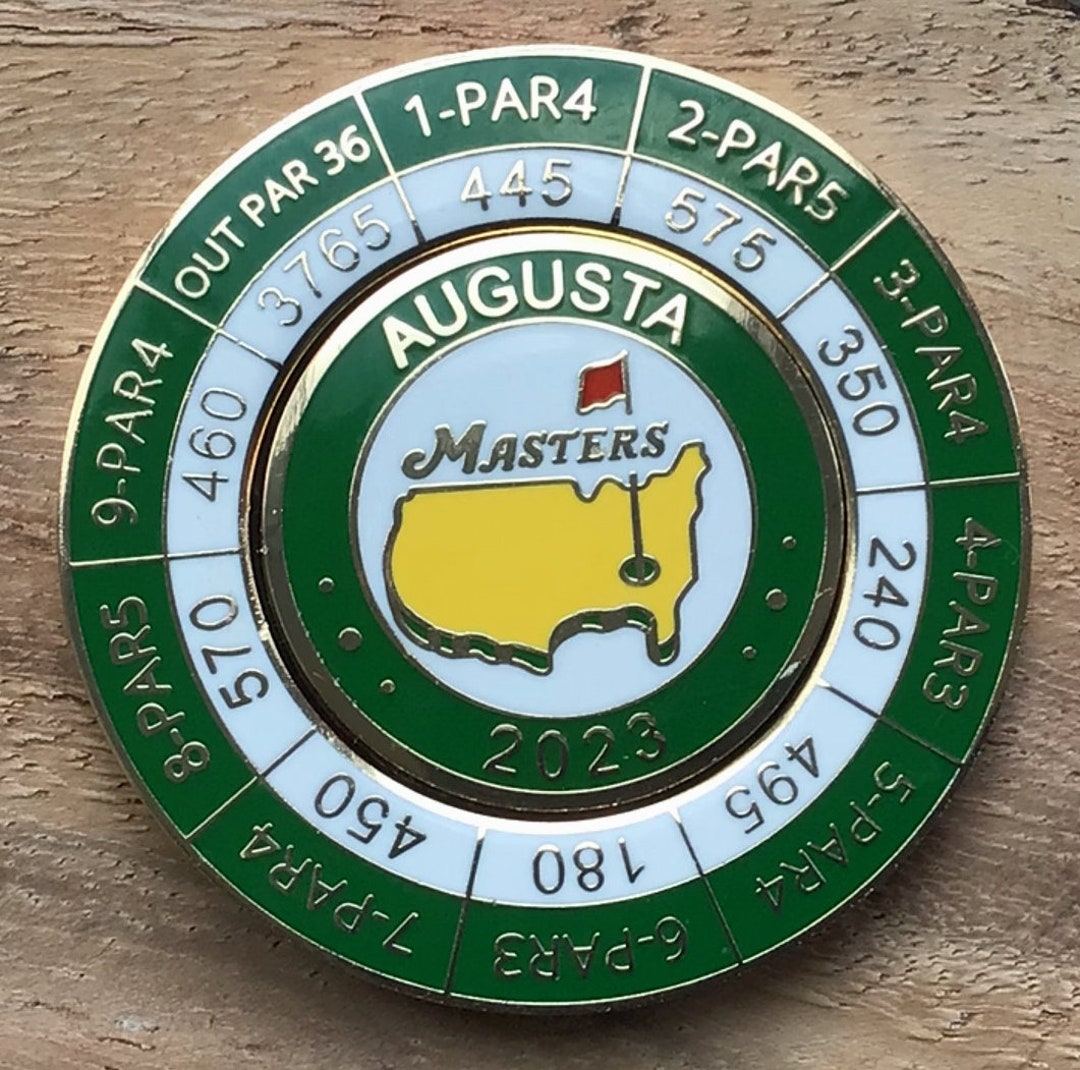 OUT PAR 36
3765
1-PAR4
445
2-PAR5
575
3-PAR4
350
4-PAR3
240
5-PAR4
495
6-PAR3
180
7-PAR4
450
8-PAR5
570
9-PAR4
460
AUGUSTA
MASTERS
2023